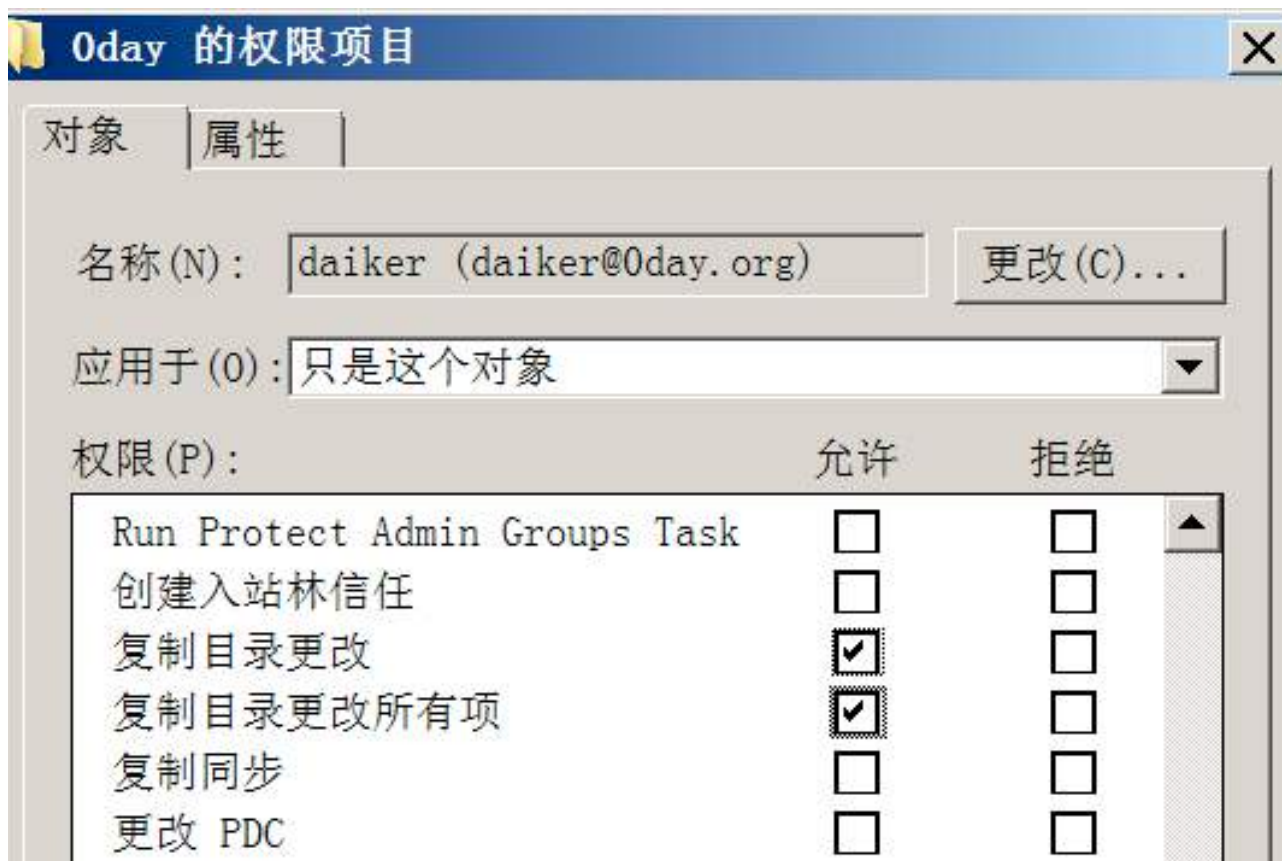 0day 的权限项目
对象 属性
名称(N): daiker (daiker@0day.org) 更改(C)...
应用于(O): 只是这个对象
权限(P): 允许 拒绝
Run Protect Admin Groups Task
创建入站林信任
复制目录更改
复制目录更改所有项
复制同步
更改 PDC